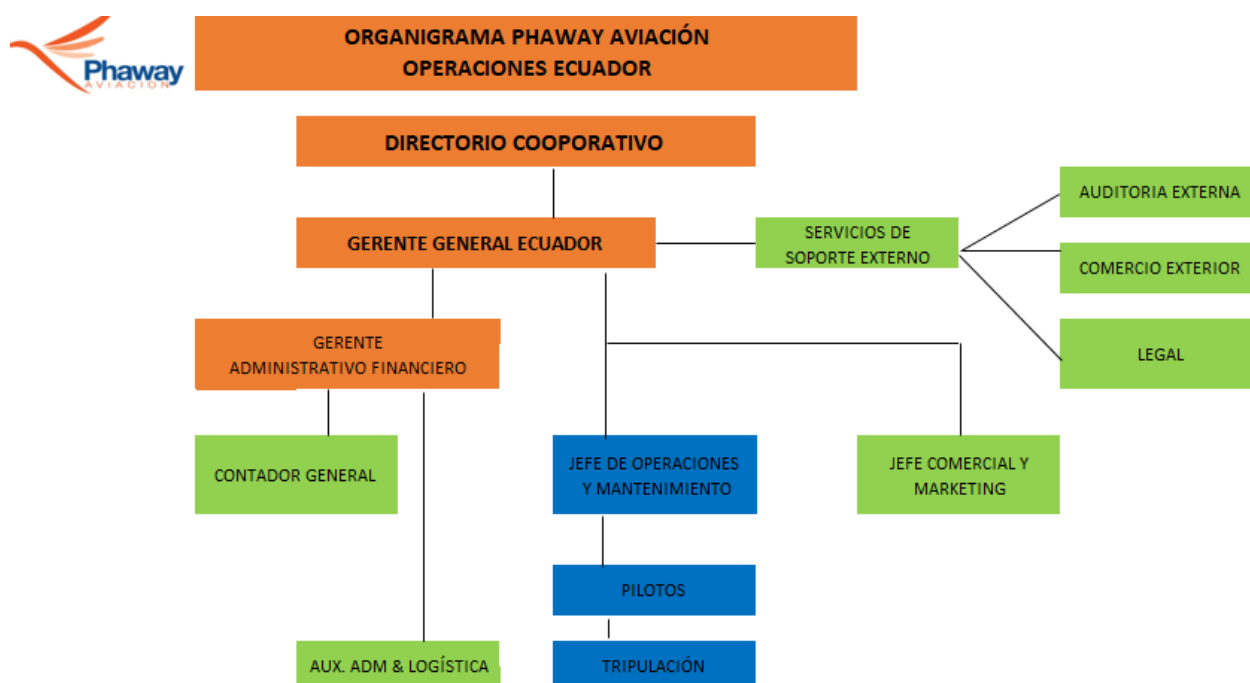 Phaway
AVIACIÓN
ORGANIGRAMA PHAWAY AVIACIÓN
OPERACIONES ECUADOR
DIRECTORIO COOPORATIVO
GERENTE GENERAL ECUADOR
SERVICIOS DE
SOPORTE EXTERNO
AUDITORIA EXTERNA
COMERCIO EXTERIOR
LEGAL
GERENTE
ADMINISTRATIVO FINANCIERO
CONTADOR GENERAL
JEFE DE OPERACIONES
Y MANTENIMIENTO
JEFE COMERCIAL Y
MARKETING
PILOTOS
AUX. ADM & LOGÍSTICA
TRIPULACIÓN